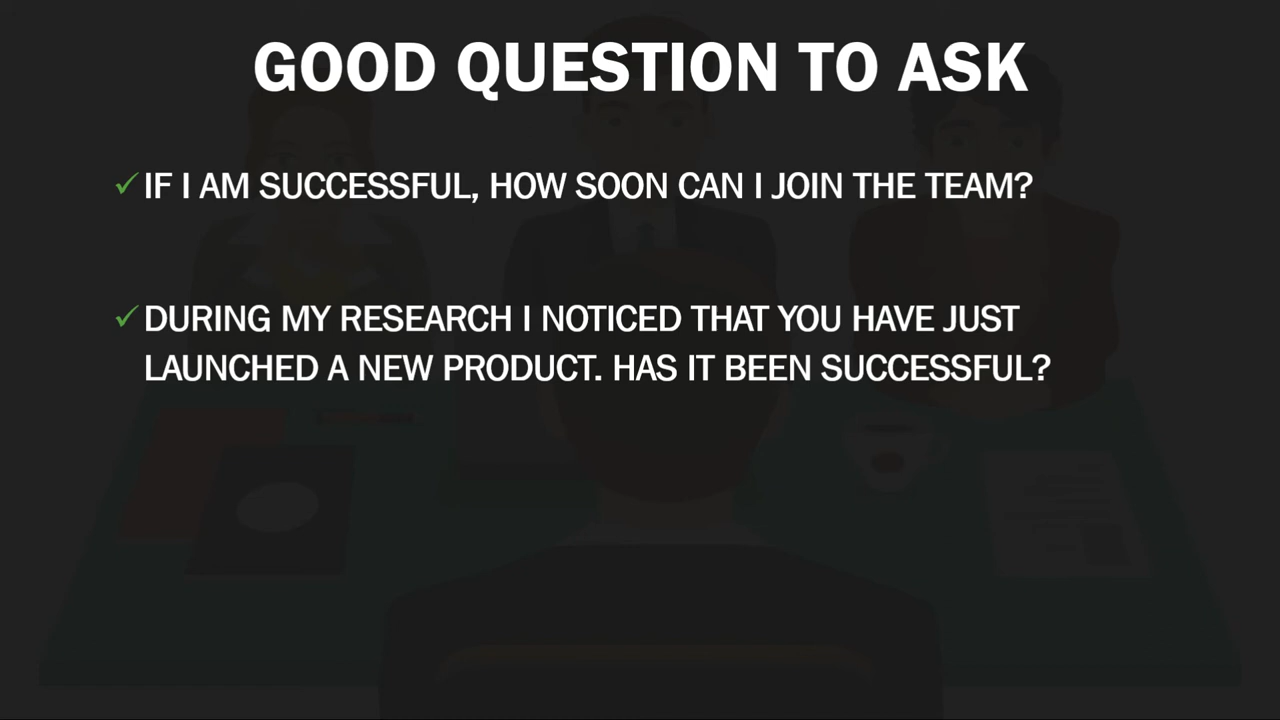 GOOD QUESTION TO ASK
IF I AM SUCCESSFUL, HOW SOON CAN I JOIN THE TEAM?
DURING MY RESEARCH I NOTICED THAT YOU HAVE JUST
LAUNCHED A NEW PRODUCT. HAS IT BEEN SUCCESSFUL?